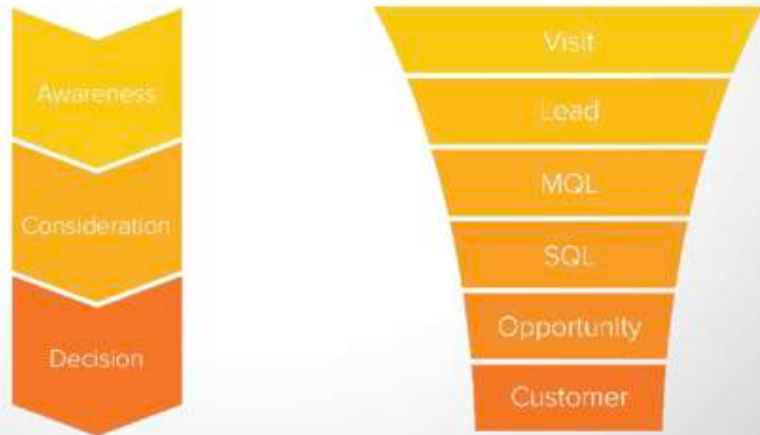 Awareness
Consideration
Decision
Visit
Lead
MQL
SQL
Opportunity
Customer